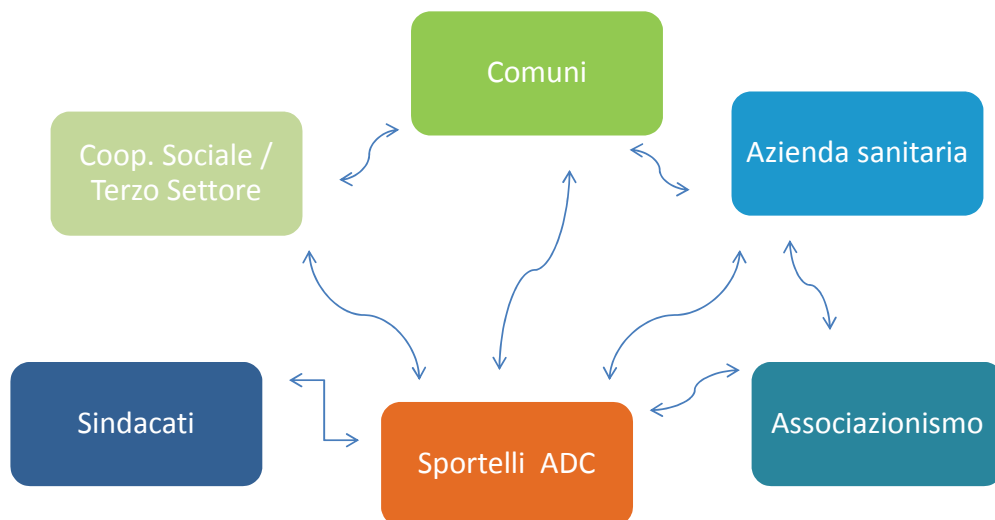 Comuni
Coop. Sociale /
Terzo Settore
Azienda sanitaria
Sindacati
Sportelli ADC
Associazionismo